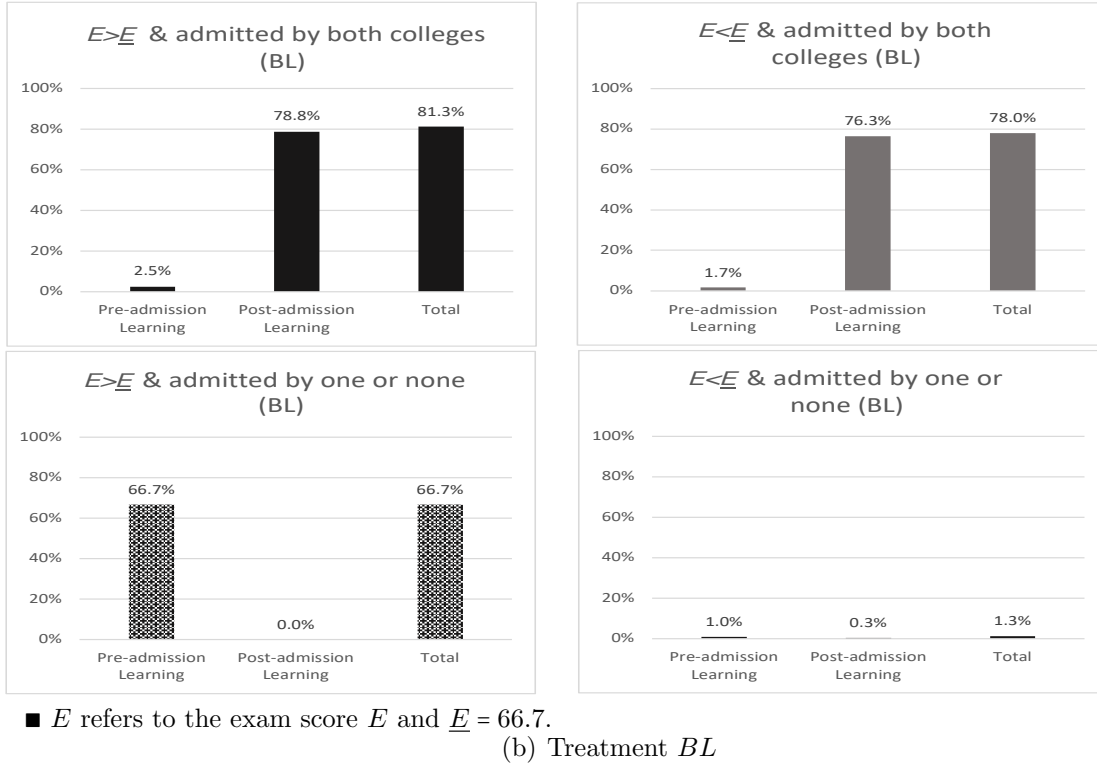 E>E & admitted by both colleges
(BL)
100%
80%
60%
40%
20%
0%
2.5%
78.8%
81.3%
Pre-admission
Learning
Post-admission
Learning
Total
E<E & admitted by both
colleges (BL)
100%
80%
60%
40%
20%
0%
1.7%
76.3%
78.0%
Pre-admission
Learning
Post-admission
Learning
Total
E>E & admitted by one or none
(BL)
100%
80%
60%
40%
20%
0%
66.7%
0.0%
66.7%
Pre-admission
Learning
Post-admission
Learning
Total
E<E & admitted by one or
none (BL)
100%
80%
60%
40%
20%
0%
1.0%
0.3%
1.3%
Pre-admission
Learning
Post-admission
Learning
Total
■ E refers to the exam score E and E = 66.7.
(b) Treatment BL